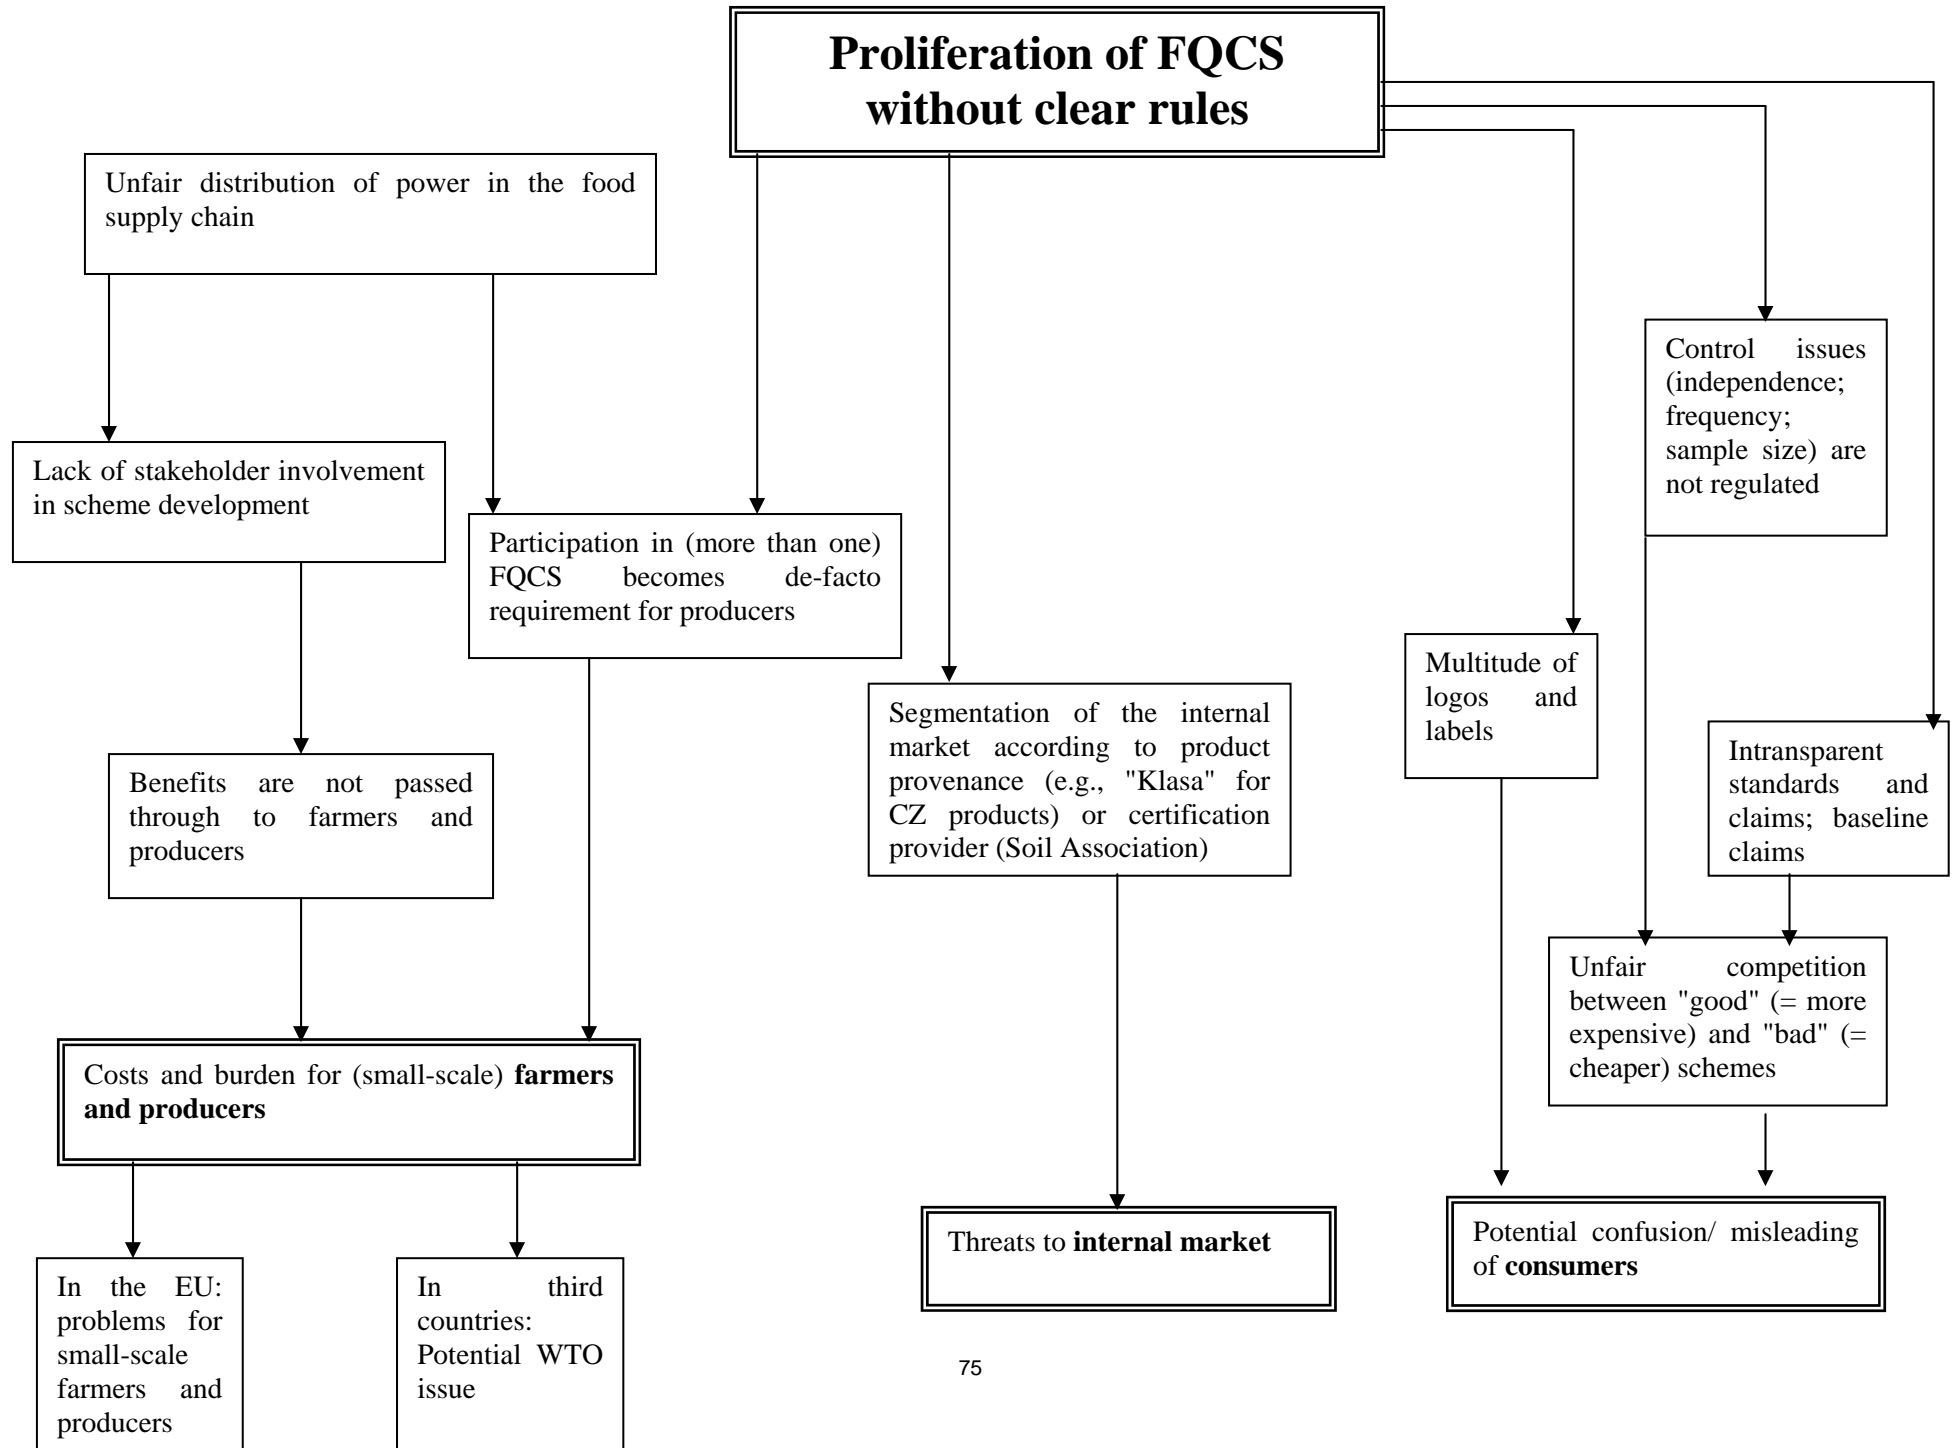 Proliferation of FQCS
without clear rules
Unfair distribution of power in the food
supply chain
Control issues
(independence;
frequency;
sample size) are
not regulated
Lack of stakeholder involvement
in scheme development
Participation in (more than one)
FQCS becomes de-facto
requirement for producers
Multitude of
logos and
labels
Segmentation of the internal
market according to product
provenance (e.g., "Klasa" for
CZ products) or certification
provider (Soil Association)
Intransparent
standards and
claims; baseline
claims
Benefits are not passed
through to farmers and
producers
Unfair competition
between "good" (= more
expensive) and "bad" (=
cheaper) schemes
Costs and burden for (small-scale) farmers
and producers
Threats to internal market
Potential confusion/ misleading
of consumers
In the EU:
problems for
small-scale
farmers and
producers
In third
countries:
Potential WTO
issue
75